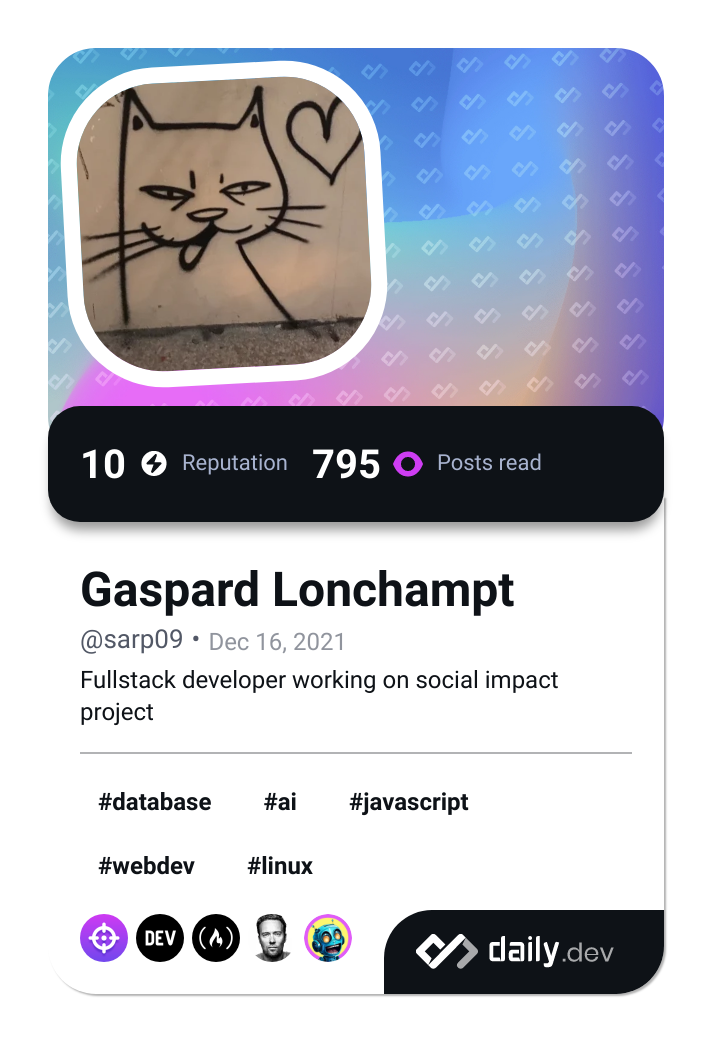 10 Reputation 795 Posts read
Gaspard Lonchampt
@sarp09 • Dec 16, 2021
Fullstack developer working on social impact
project
#database #ai #javascript
#webdev #linux
DEV
daily.dev